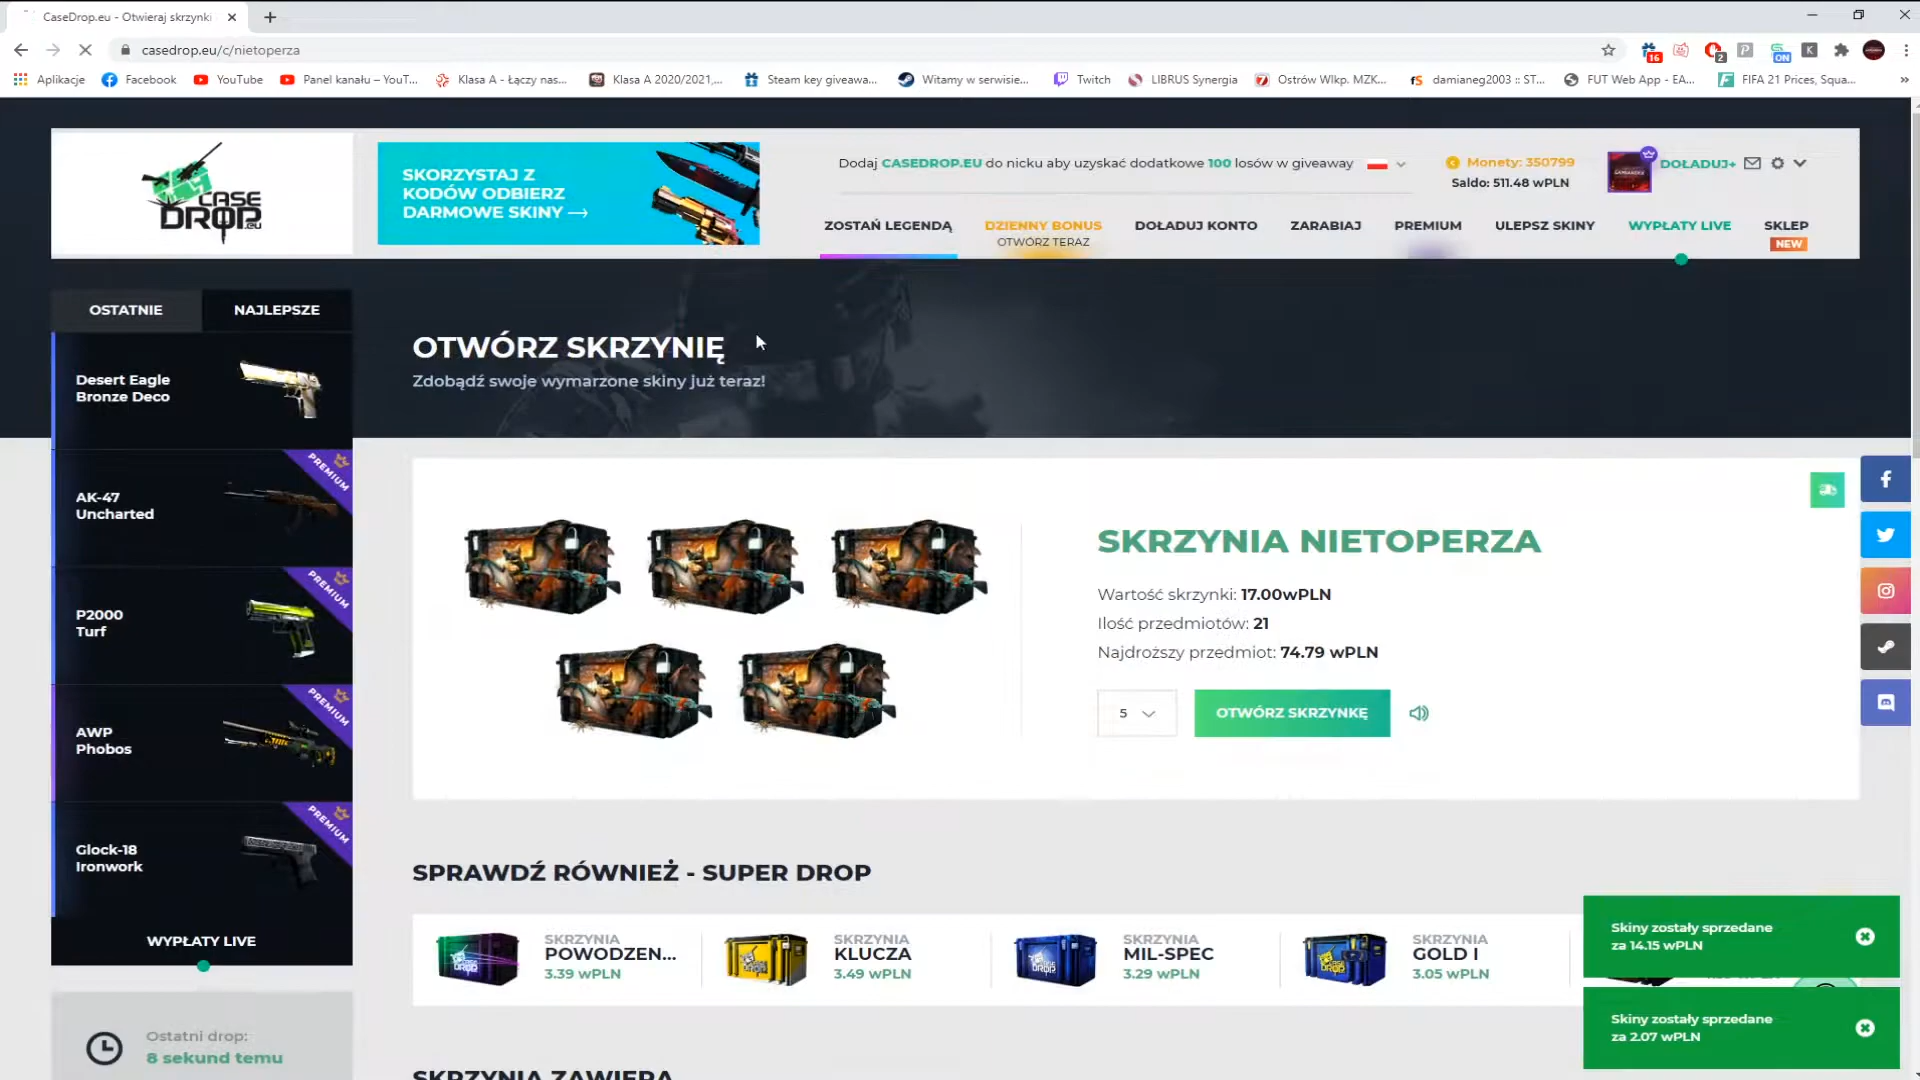 CaseDrop.eu - Otwieraj skrzynki
casedrop.eu/c/nietoperza
16
2
ON
K
Aplikacje
Facebook
YouTube
Panel kanału – YouT...
Klasa A - Łączy nas...
Klasa A 2020/2021,...
Steam key giveawa...
Witamy w serwisie...
Twitch
LIBRUS Synergia
Ostrów Wlkp. MZK...
damianeg2003 :: ST...
FUT Web App - EA...
FIFA 21 Prices, Squa...
CASE
DROP.eu
SKORZYSTAJ Z
KODÓW ODBIERZ
DARMOWE SKINY
Dodaj CASEDROP.EU do nicku aby uzyskać dodatkowe 100 losów w giveaway
Monety: 350799
Saldo: 511.48 wPLN
DOŁADUJ+
ZOSTAŃ LEGENDĄ
DZIENNY BONUS
OTWÓRZ TERAZ
DOŁADUJ KONTO
ZARABIAJ
PREMIUM
ULEPSZ SKINY
WYPŁATY LIVE
SKLEP
NEW
OSTATNIE
NAJLEPSZE
Desert Eagle
Bronze Deco
AK-47
Uncharted
PREMIUM
P2000
Turf
PREMIUM
AWP
Phobos
PREMIUM
Glock-18
Ironwork
PREMIUM
WYPŁATY LIVE
Ostatni drop:
8 sekund temu
OTWÓRZ SKRZYNIĘ
Zdobądź swoje wymarzone skiny już teraz!
SKRZYNIA NIETOPERZA
Wartość skrzynki: 17.00wPLN
Ilość przedmiotów: 21
Najdroższy przedmiot: 74.79 wPLN
5
OTWÓRZ SKRZYNKĘ
SPRAWDŹ RÓWNIEŻ - SUPER DROP
SKRZYNIA
POWODZEN...
3.39 wPLN
SKRZYNIA
KLUCZA
3.49 wPLN
SKRZYNIA
MIL-SPEC
3.29 wPLN
SKRZYNIA
GOLD I
3.05 wPLN
Skiny zostały sprzedane
za 14.15 wPLN
Skiny zostały sprzedane
za 2.07 wPLN
SKRZYNIA ZAWIERA